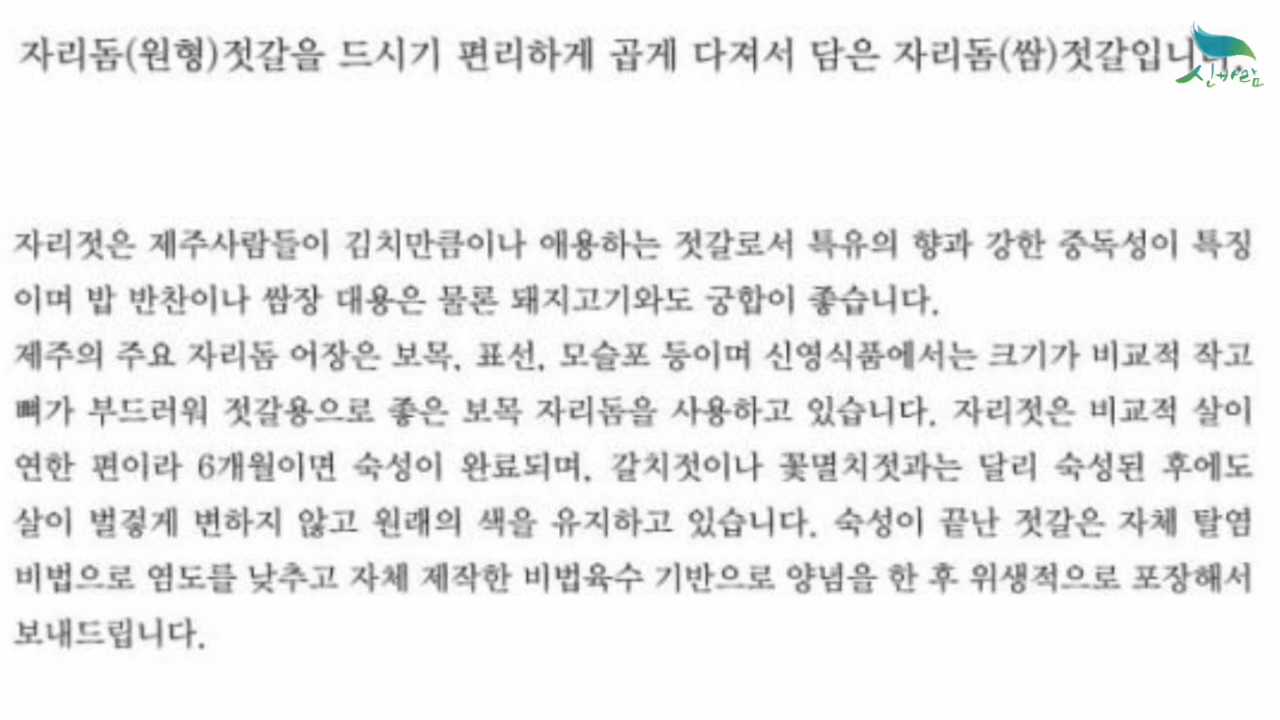 자리돔(원형)젓갈을 드시기 편리하게 곱게 다져서 담은 자리돔(쌈)젓갈입니다.
신바람
자리젓은 제주사람들이 김치만큼이나 애용하는 젓갈로서 특유의 향과 강한 중독성이 특징
이며 밥 반찬이나 쌈장 대용은 물론 돼지고기와도 궁합이 좋습니다.
제주의 주요 자리돔 어장은 보목, 표선, 모슬포 등이며 신영식품에서는 크기가 비교적 작고
뼈가 부드러워 젓갈용으로 좋은 보목 자리돔을 사용하고 있습니다. 자리젓은 비교적 살이
연한 편이라 6개월이면 숙성이 완료되며, 갈치젓이나 꽃멸치젓과는 달리 숙성된 후에도
살이 벌겋게 변하지 않고 원래의 색을 유지하고 있습니다. 숙성이 끝난 젓갈은 자체 탈염
비법으로 염도를 낮추고 자체 제작한 비법육수 기반으로 양념을 한 후 위생적으로 포장해서
보내드립니다.